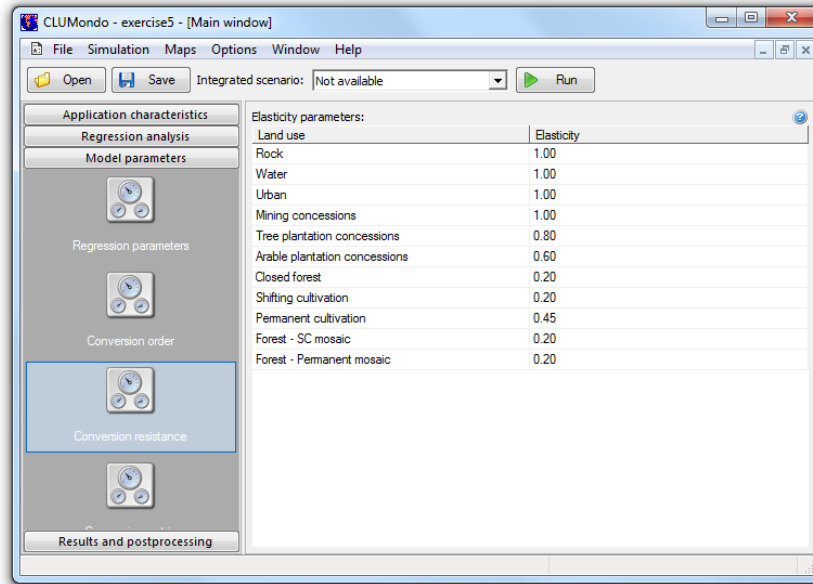 CLUMondo - exercise5 - [Main window]
File Simulation Maps Options Window Help
Open Save Integrated scenario: Not available Run
Application characteristics
Regression analysis
Model parameters
Regression parameters
Conversion order
Conversion resistance
Results and postprocessing
Elasticity parameters:
Land use Elasticity
Rock 1.00
Water 1.00
Urban 1.00
Mining concessions 1.00
Tree plantation concessions 0.80
Arable plantation concessions 0.60
Closed forest 0.20
Shifting cultivation 0.20
Permanent cultivation 0.45
Forest - SC mosaic 0.20
Forest - Permanent mosaic 0.20